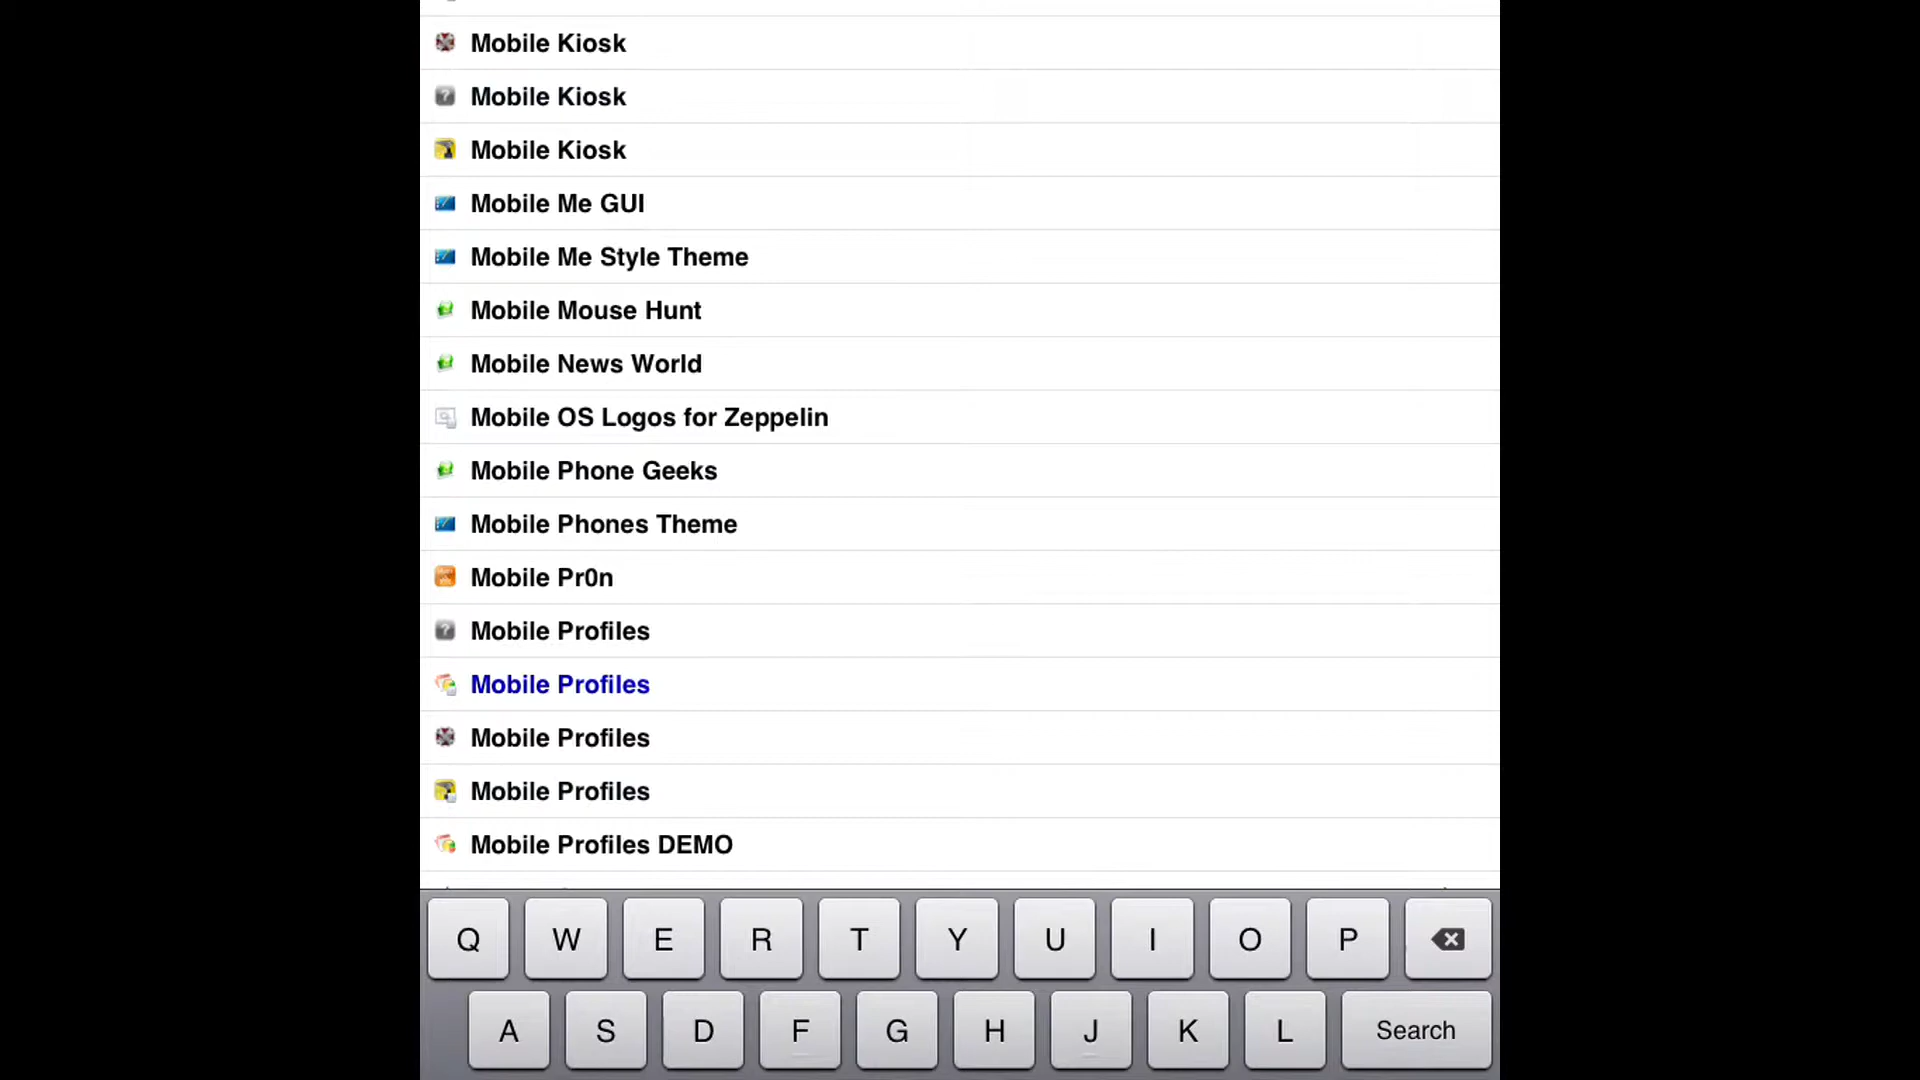 Mobile Kiosk
Mobile Kiosk
Mobile Kiosk
Mobile Me GUI
Mobile Me Style Theme
Mobile Mouse Hunt
Mobile News World
Mobile OS Logos for Zeppelin
Mobile Phone Geeks
Mobile Phones Theme
Mobile Pr0n
Mobile Profiles
Mobile Profiles
Mobile Profiles
Mobile Profiles
Mobile Profiles DEMO
Q W E R T Y U I O P
A S D F G H J K L Search